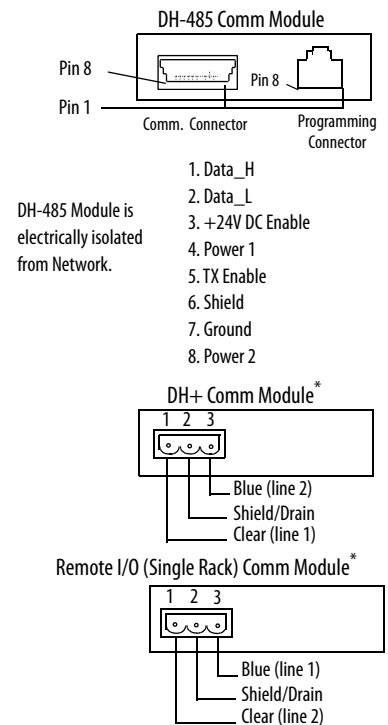 DH-485 Comm Module
Pin 8
Pin 8
Pin 1
Comm. Connector
Programming
Connector
1. Data_H
2. Data_L
3. +24V DC Enable
4. Power 1
5. TX Enable
6. Shield
7. Ground
8. Power 2
DH-485 Module is
electrically isolated
from Network.
DH+ Comm Module*
1 2 3
Blue (line 2)
Shield/Drain
Clear (line 1)
Remote I/O (Single Rack) Comm Module*
1 2 3
Blue (line 1)
Shield/Drain
Clear (line 2)